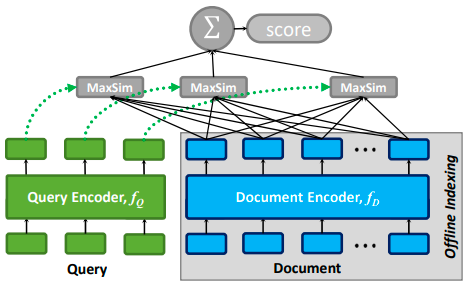 Σ score
MaxSim MaxSim MaxSim
Query Encoder, f_Q Document Encoder, f_D
Offline Indexing
Query Document